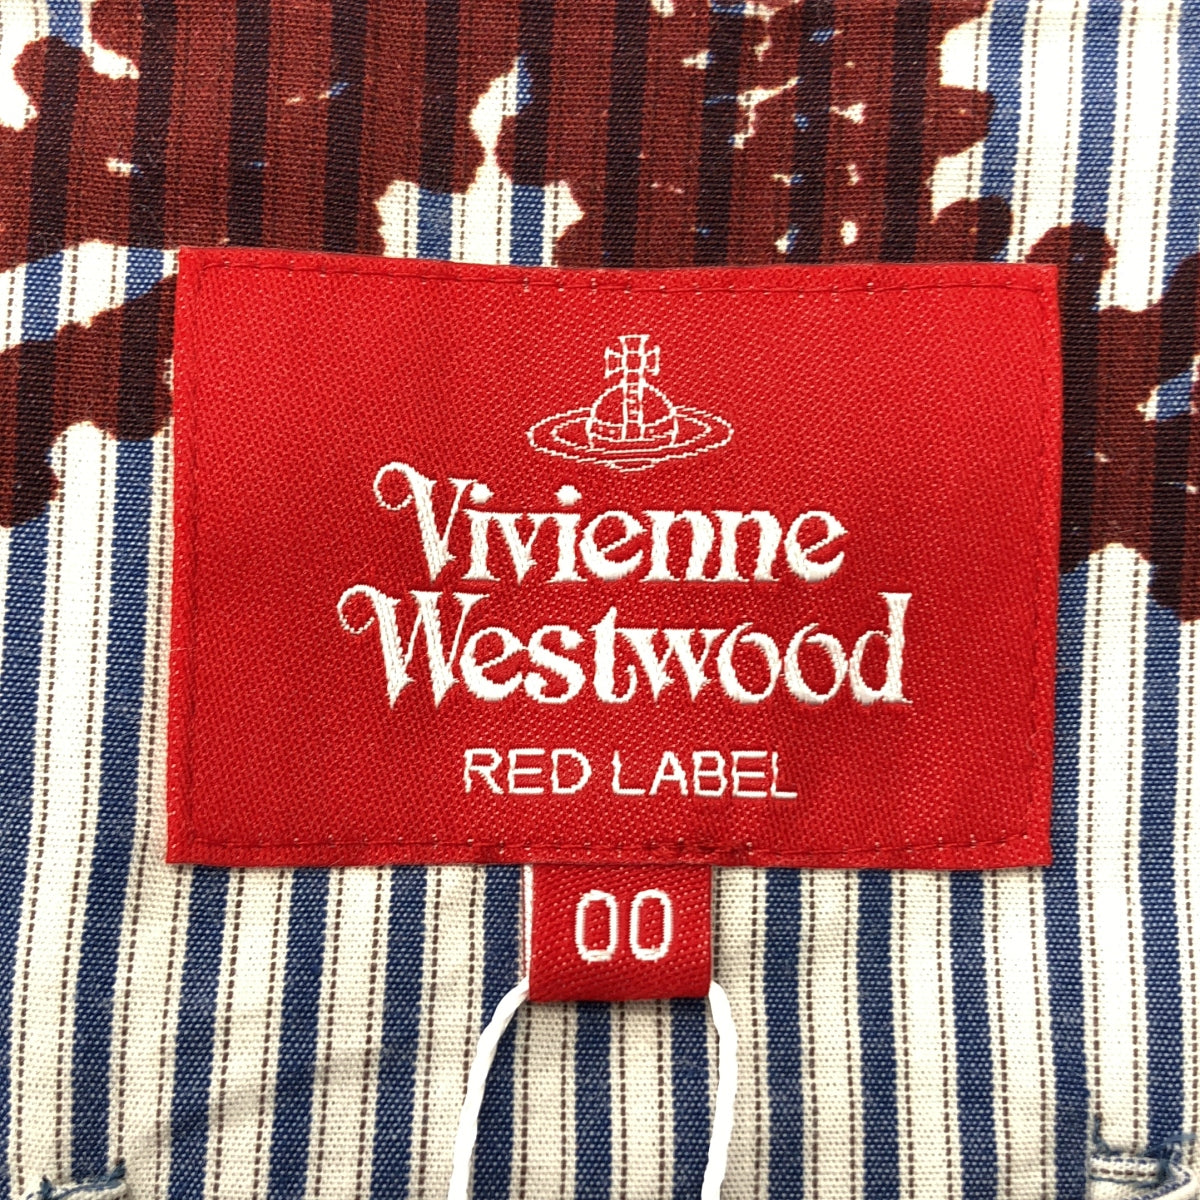 Vivienne
Westwood
RED LABEL
00